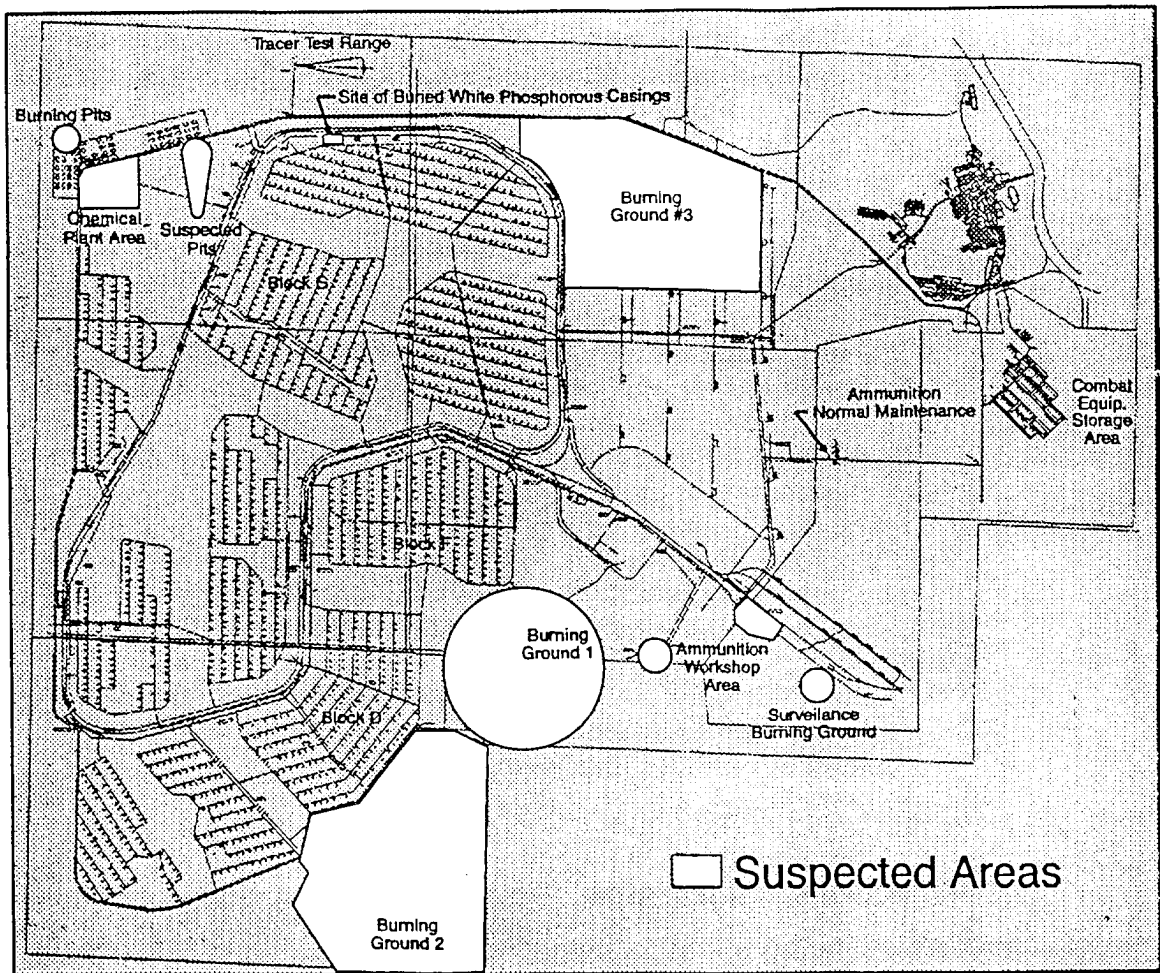 Tracer Test Range
Site of Buried White Phosphorous Casings
Burning Pits
Chemical
Plant Area
Suspected
Pits
Burning
Ground #3
Block S
Ammunition
Normal Maintenance
Combat
Equip.
Storage
Area
Burning
Ground 1
Ammunition
Workshop
Area
Surveilance
Burning Ground
Block D
Burning
Ground 2
Suspected Areas